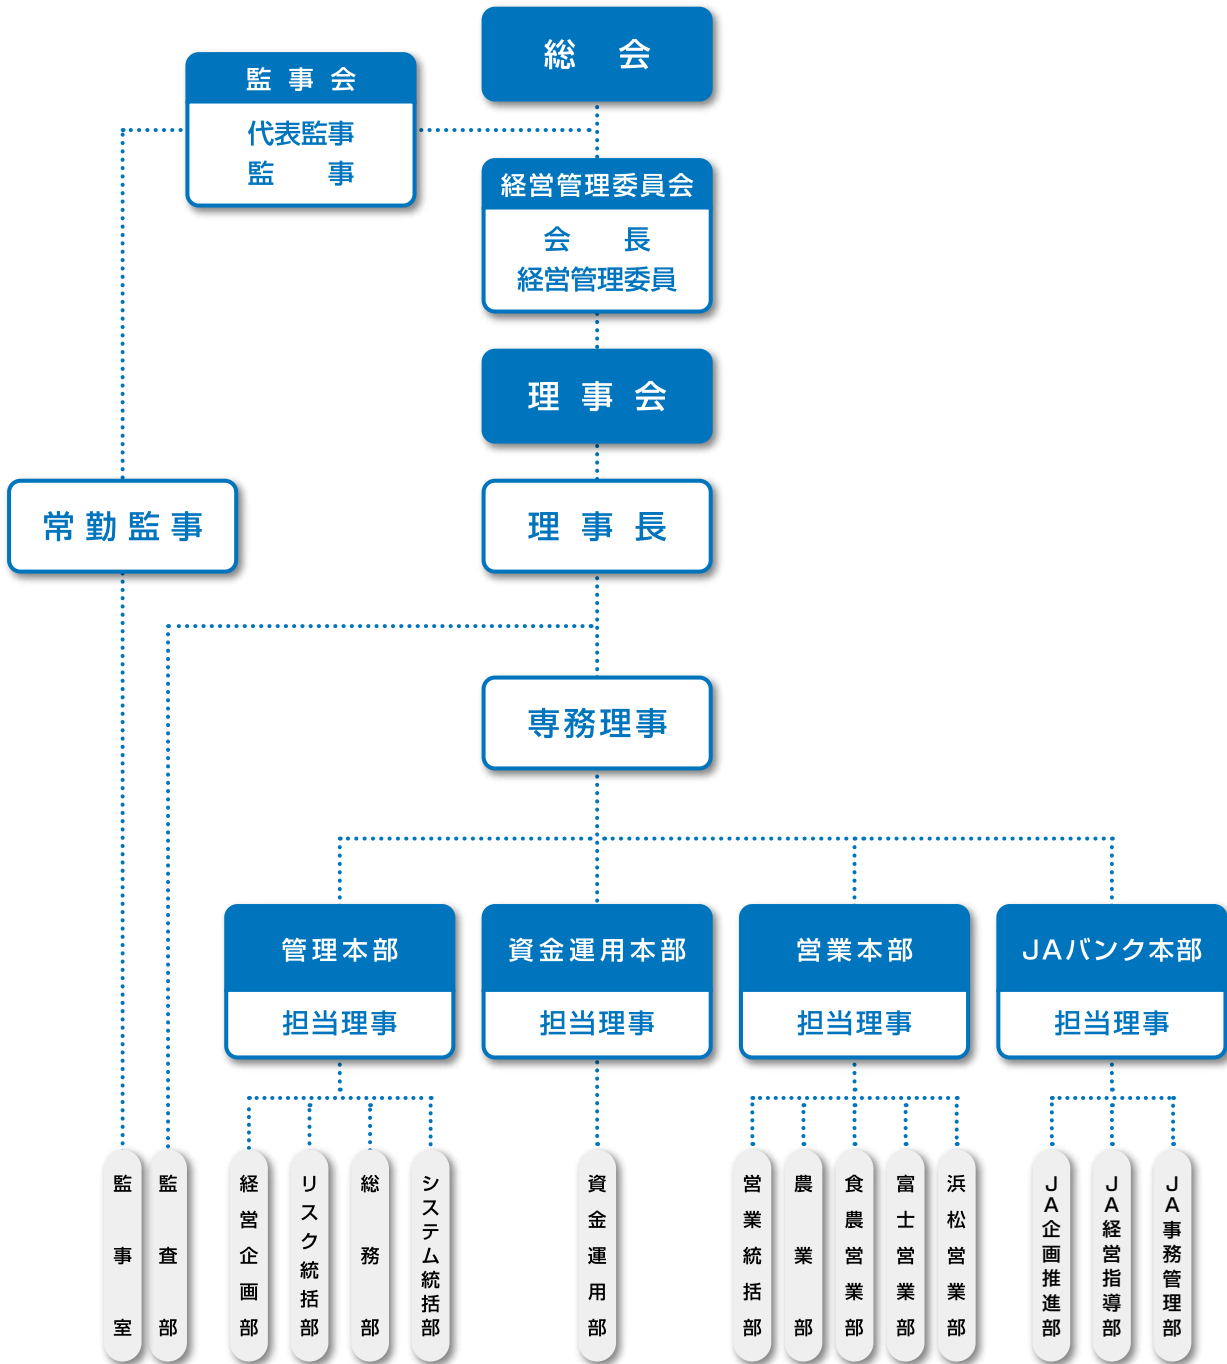 総 会
監事会
代表監事
監 事
経営管理委員会
会 長
経営管理委員
理事会
常勤監事
理事長
専務理事
管理本部
担当理事
資金運用本部
担当理事
営業本部
担当理事
JAバンク本部
担当理事
監事室
監査部
経営企画部
リスク統括部
総務部
システム統括部
資金運用部
営業統括部
農業部
食農営業部
富士営業部
浜松営業部
JA企画推進部
JA経営指導部
JA事務管理部